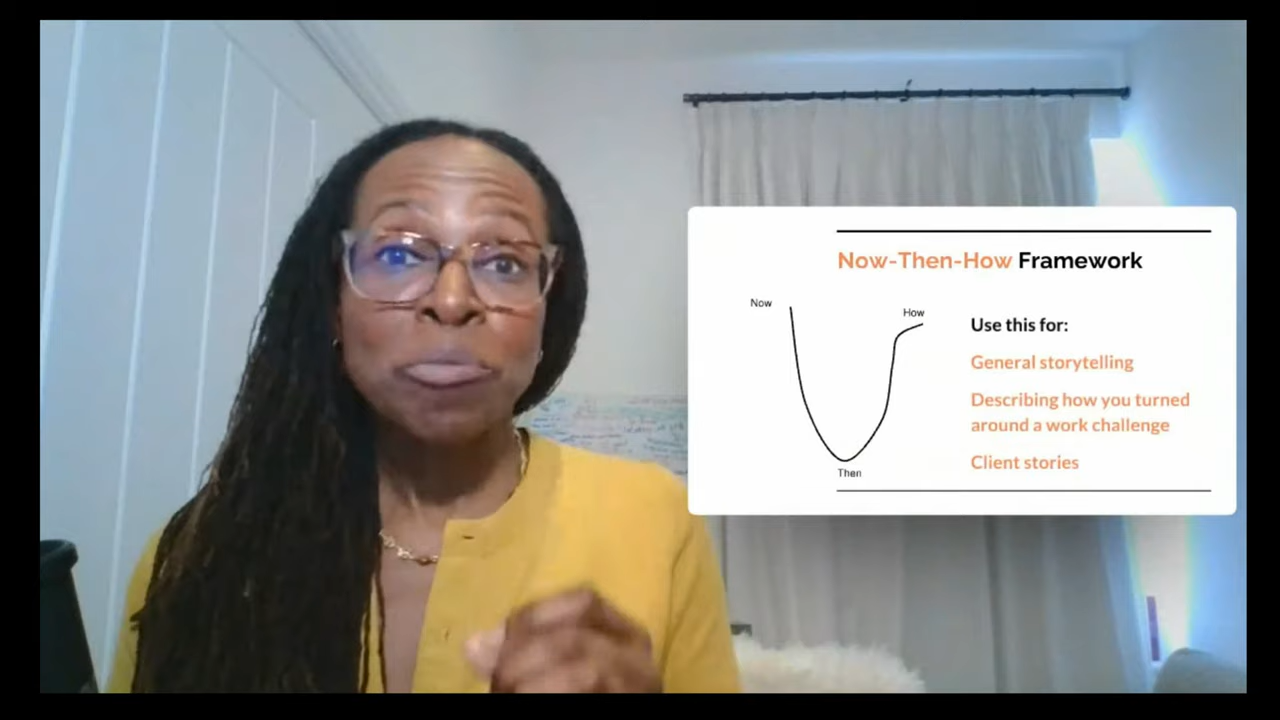 Now-Then-How Framework
Now
How
Then
Use this for:
General storytelling
Describing how you turned
around a work challenge
Client stories